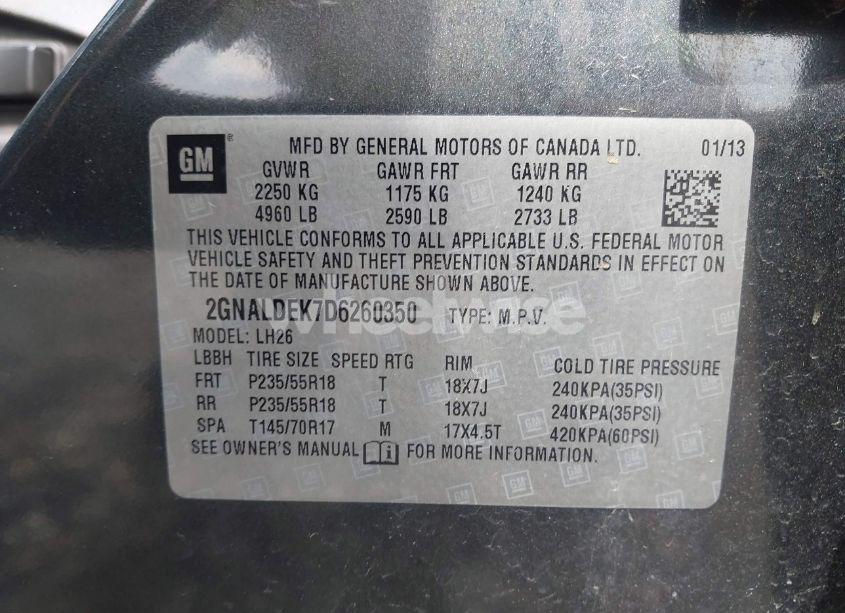 GM ® MFD BY GENERAL MOTORS OF CANADA LTD. 01/13
GVWR GAWR FRT GAWR RR
2250 KG 1175 KG 1240 KG
4960 LB 2590 LB 2733 LB
THIS VEHICLE CONFORMS TO ALL APPLICABLE U.S. FEDERAL MOTOR
VEHICLE SAFETY AND THEFT PREVENTION STANDARDS IN EFFECT ON
THE DATE OF MANUFACTURE SHOWN ABOVE.
2GNALDEK7D6260350 TYPE: M.P.V.
wheelwise
MODEL: LH26
LBBH TIRE SIZE SPEED RTG RIM COLD TIRE PRESSURE
FRT P235/55R18 T 18X7J 240KPA(35PSI)
RR P235/55R18 T 18X7J 240KPA(35PSI)
SPA T145/70R17 M 17X4.5T 420KPA(60PSI)
SEE OWNER'S MANUAL i FOR MORE INFORMATION.